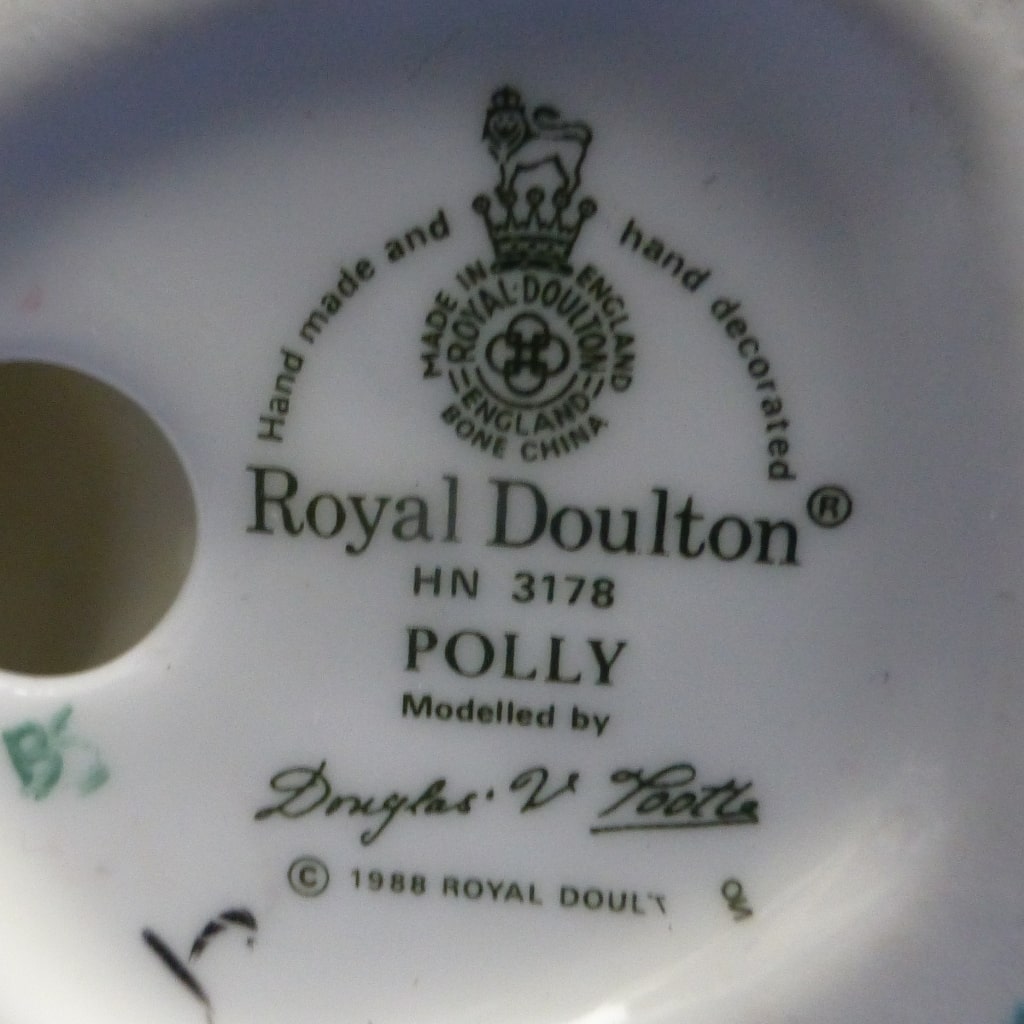 Hand made and hand decorated
MADE IN ENGLAND
ROYAL·DOULTON
ENGLAND
BONE CHINA
Royal Doulton®
HN 3178
POLLY
Modelled by
Douglas. V Tootle
© 1988 ROYAL DOULT